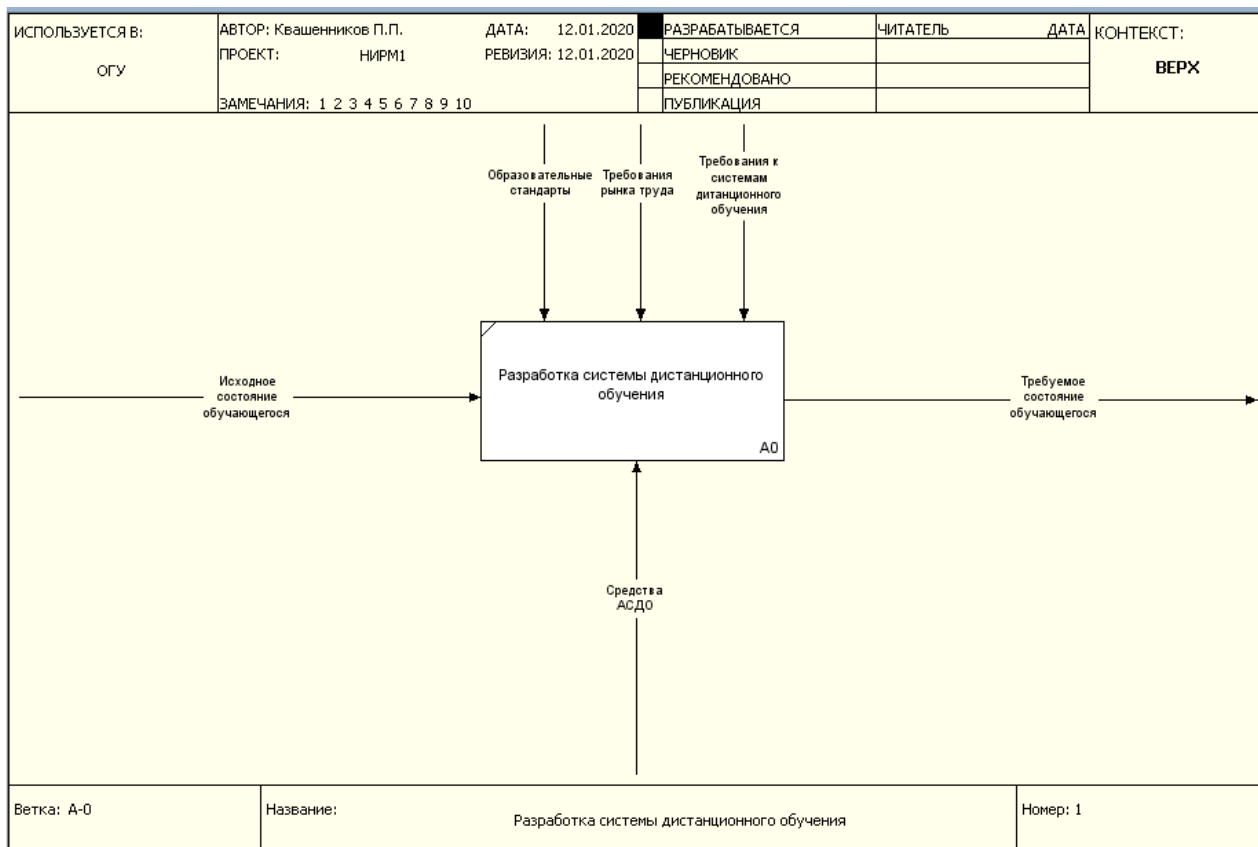 ИСПОЛЬЗУЕТСЯ В:
ОГУ
АВТОР: Квашенников П.П.
ДАТА: 12.01.2020
ПРОЕКТ: НИРМ1
РЕВИЗИЯ: 12.01.2020
ЗАМЕЧАНИЯ: 1 2 3 4 5 6 7 8 9 10
РАЗРАБАТЫВАЕТСЯ
ЧЕРНОВИК
РЕКОМЕНДОВАНО
ПУБЛИКАЦИЯ
ЧИТАТЕЛЬ
ДАТА
КОНТЕКСТ:
ВЕРХ
Образовательные
стандарты
Требования
рынка труда
Требования к
системам
дитанционного
обучения
Исходное
состояние
обучающегося
Разработка системы дистанционного
обучения
A0
Требуемое
состояние
обучающегося
Средства
АСДО
Ветка: A-0
Название:
Разработка системы дистанционного обучения
Номер: 1